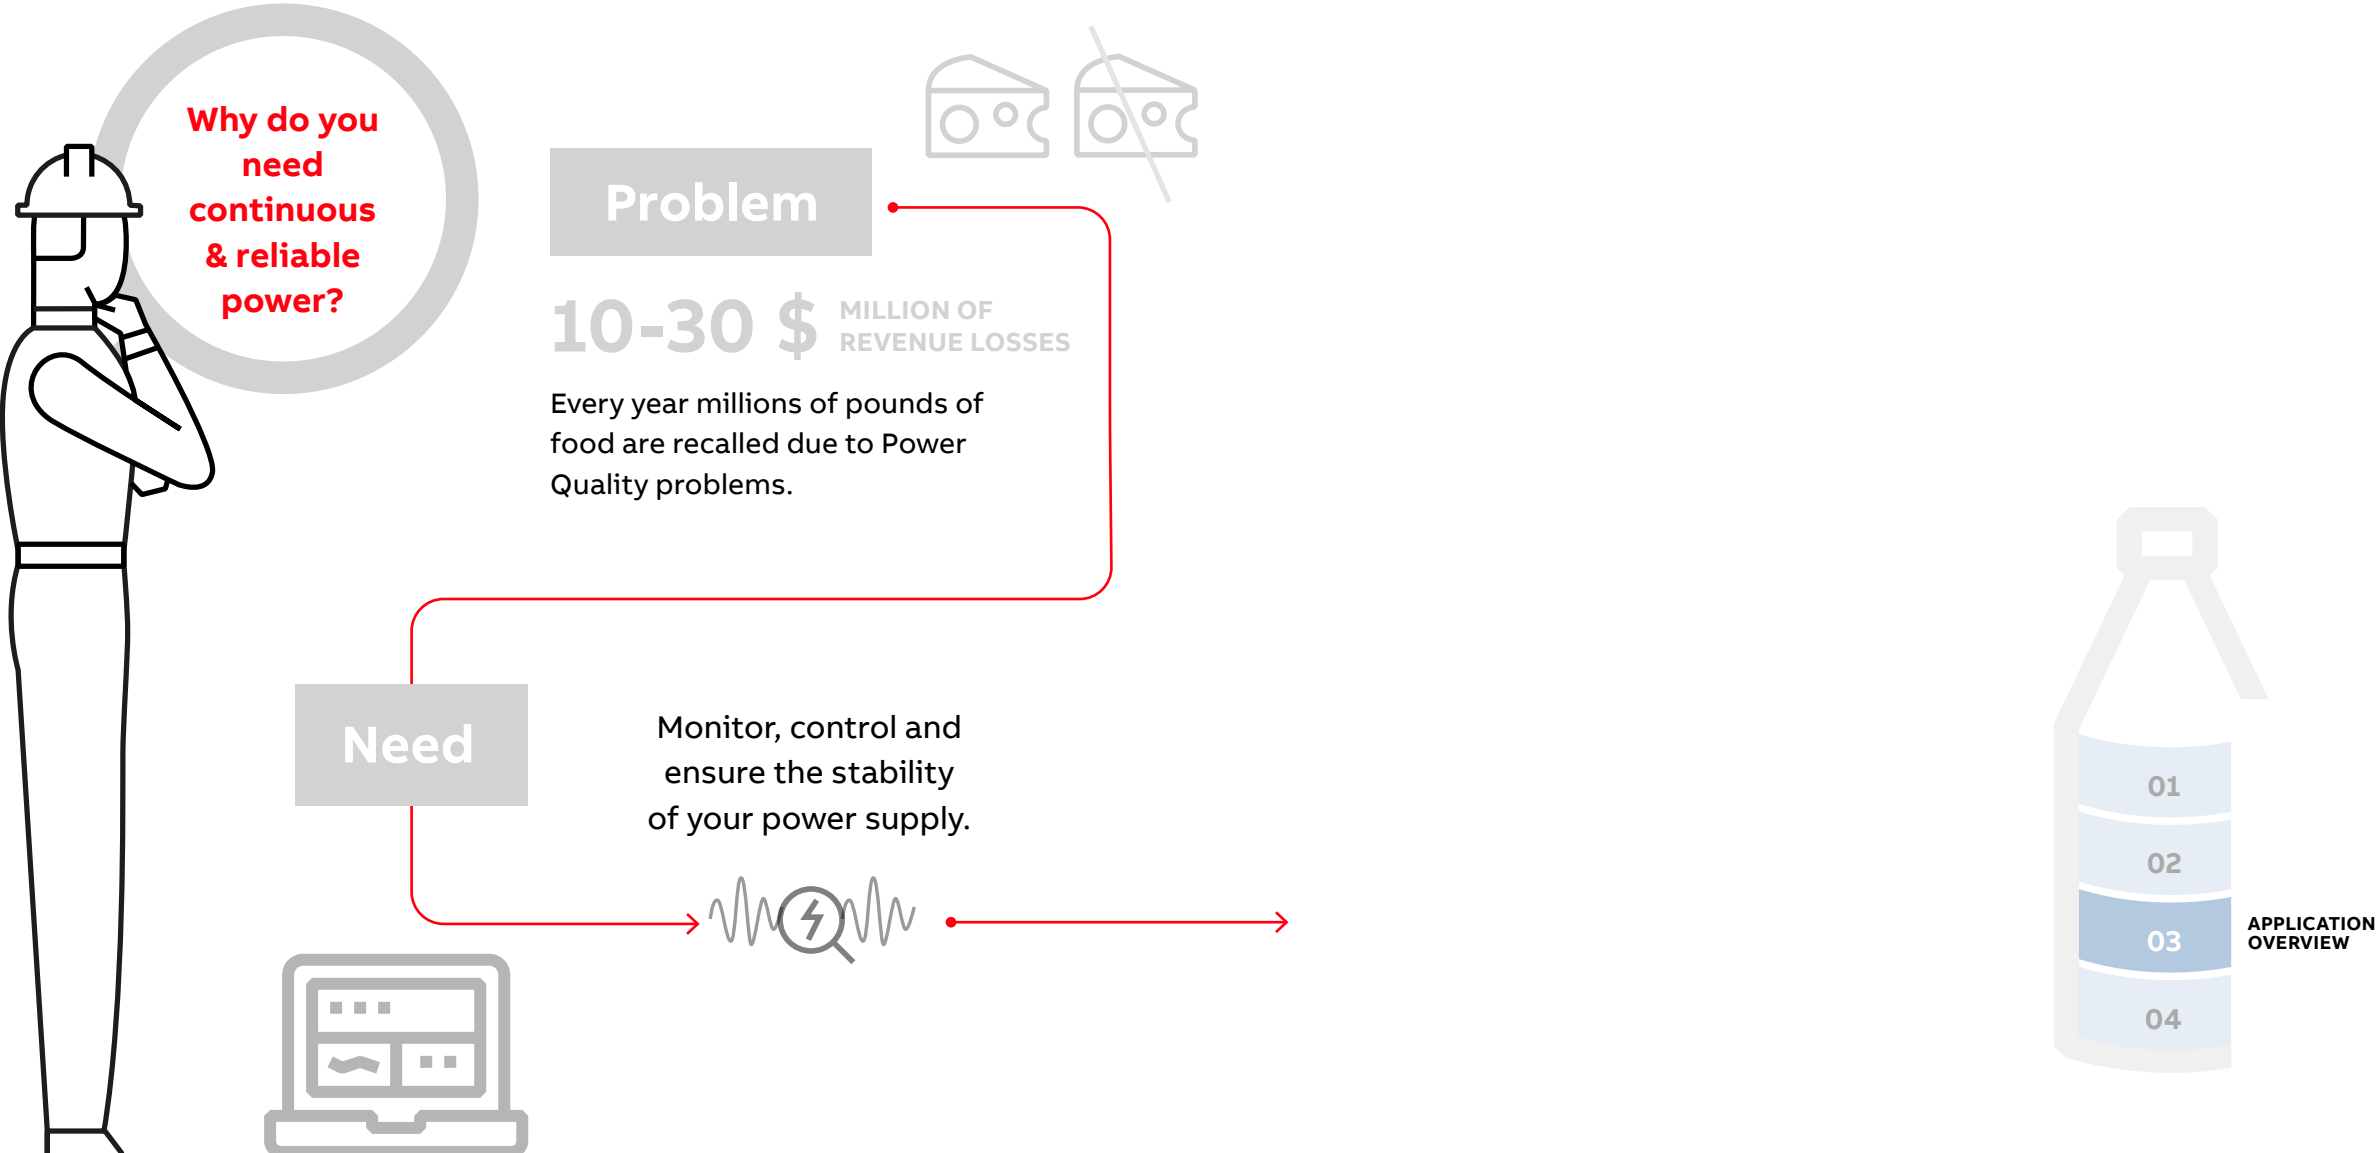 Why do you
need
continuous
& reliable
power?
Problem
10-30 $ MILLION OF
REVENUE LOSSES
Every year millions of pounds of
food are recalled due to Power
Quality problems.
Need
Monitor, control and
ensure the stability
of your power supply.
01
02
03
APPLICATION
OVERVIEW
04